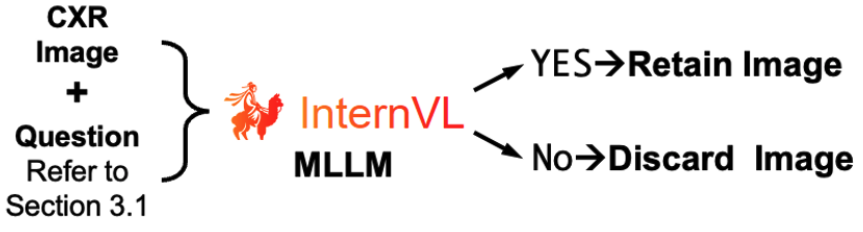 CXR
Image
+
Question
Refer to
Section 3.1
InternVL
MLLM
YES→Retain Image
No→Discard Image